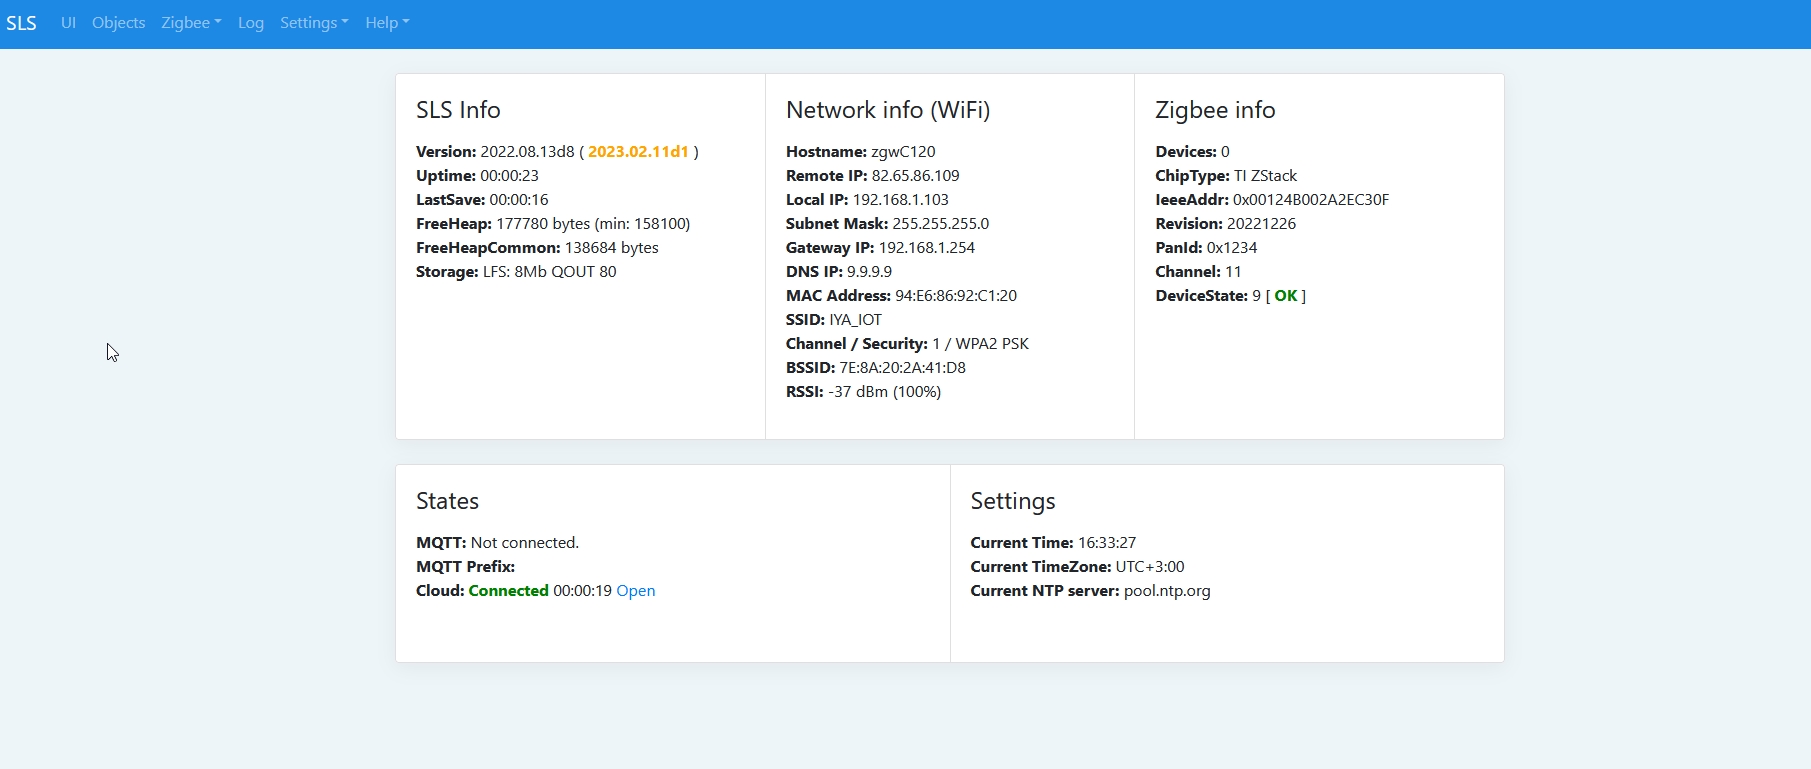 SLS UI Objects Zigbee Log Settings Help
SLS Info
Version: 2022.08.13d8 ( 2023.02.11d1 )
Uptime: 00:00:23
LastSave: 00:00:16
FreeHeap: 177780 bytes (min: 158100)
FreeHeapCommon: 138684 bytes
Storage: LFS: 8Mb QOUT 80
Network info (WiFi)
Hostname: zgwC120
Remote IP: 82.65.86.109
Local IP: 192.168.1.103
Subnet Mask: 255.255.255.0
Gateway IP: 192.168.1.254
DNS IP: 9.9.9.9
MAC Address: 94:E6:86:92:C1:20
SSID: IYA_IOT
Channel / Security: 1 / WPA2 PSK
BSSID: 7E:8A:20:2A:41:D8
RSSI: -37 dBm (100%)
Zigbee info
Devices: 0
ChipType: TI ZStack
IeeeAddr: 0x00124B002A2EC30F
Revision: 20221226
PanId: 0x1234
Channel: 11
DeviceState: 9 [ OK ]
States
MQTT: Not connected.
MQTT Prefix:
Cloud: Connected 00:00:19 Open
Settings
Current Time: 16:33:27
Current TimeZone: UTC+3:00
Current NTP server: pool.ntp.org